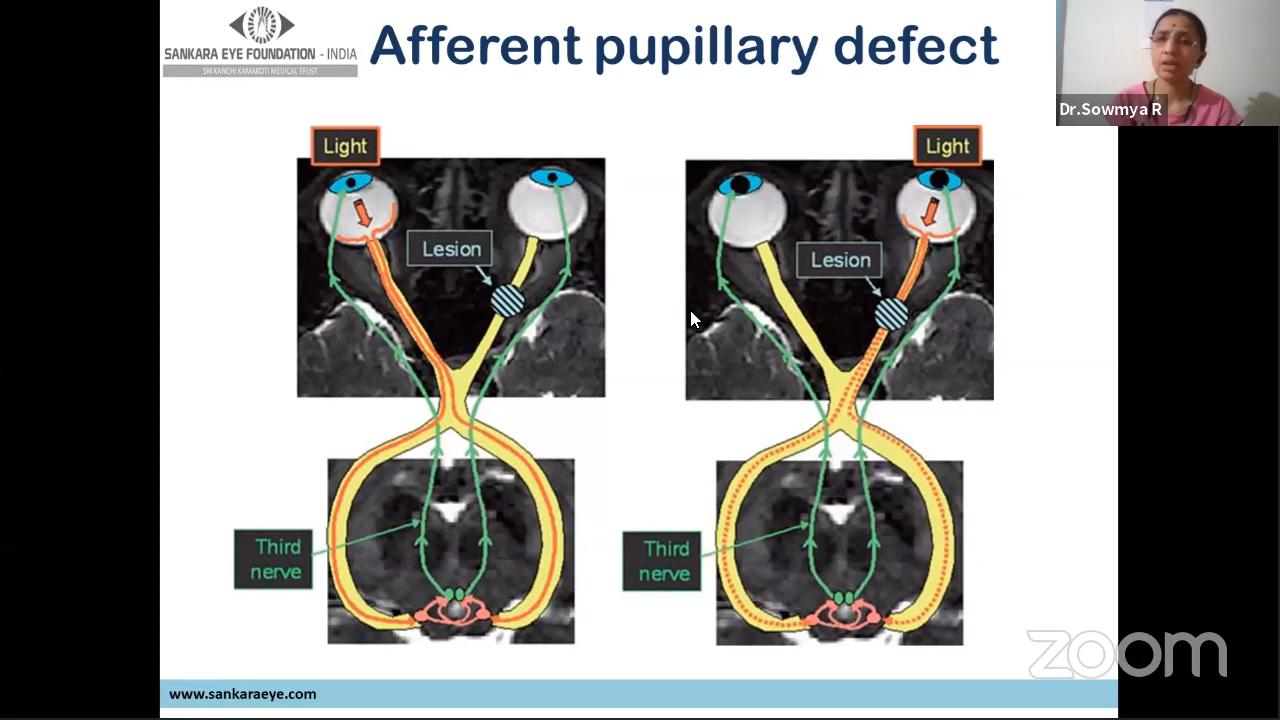 SANKARA EYE FOUNDATION - INDIA
SRI KANCHI KAMAKOTI MEDICAL TRUST
Afferent pupillary defect
Dr.Sowmya R
Light
Lesion
Third
nerve
Light
Lesion
Third
nerve
zoom
www.sankaraeye.com